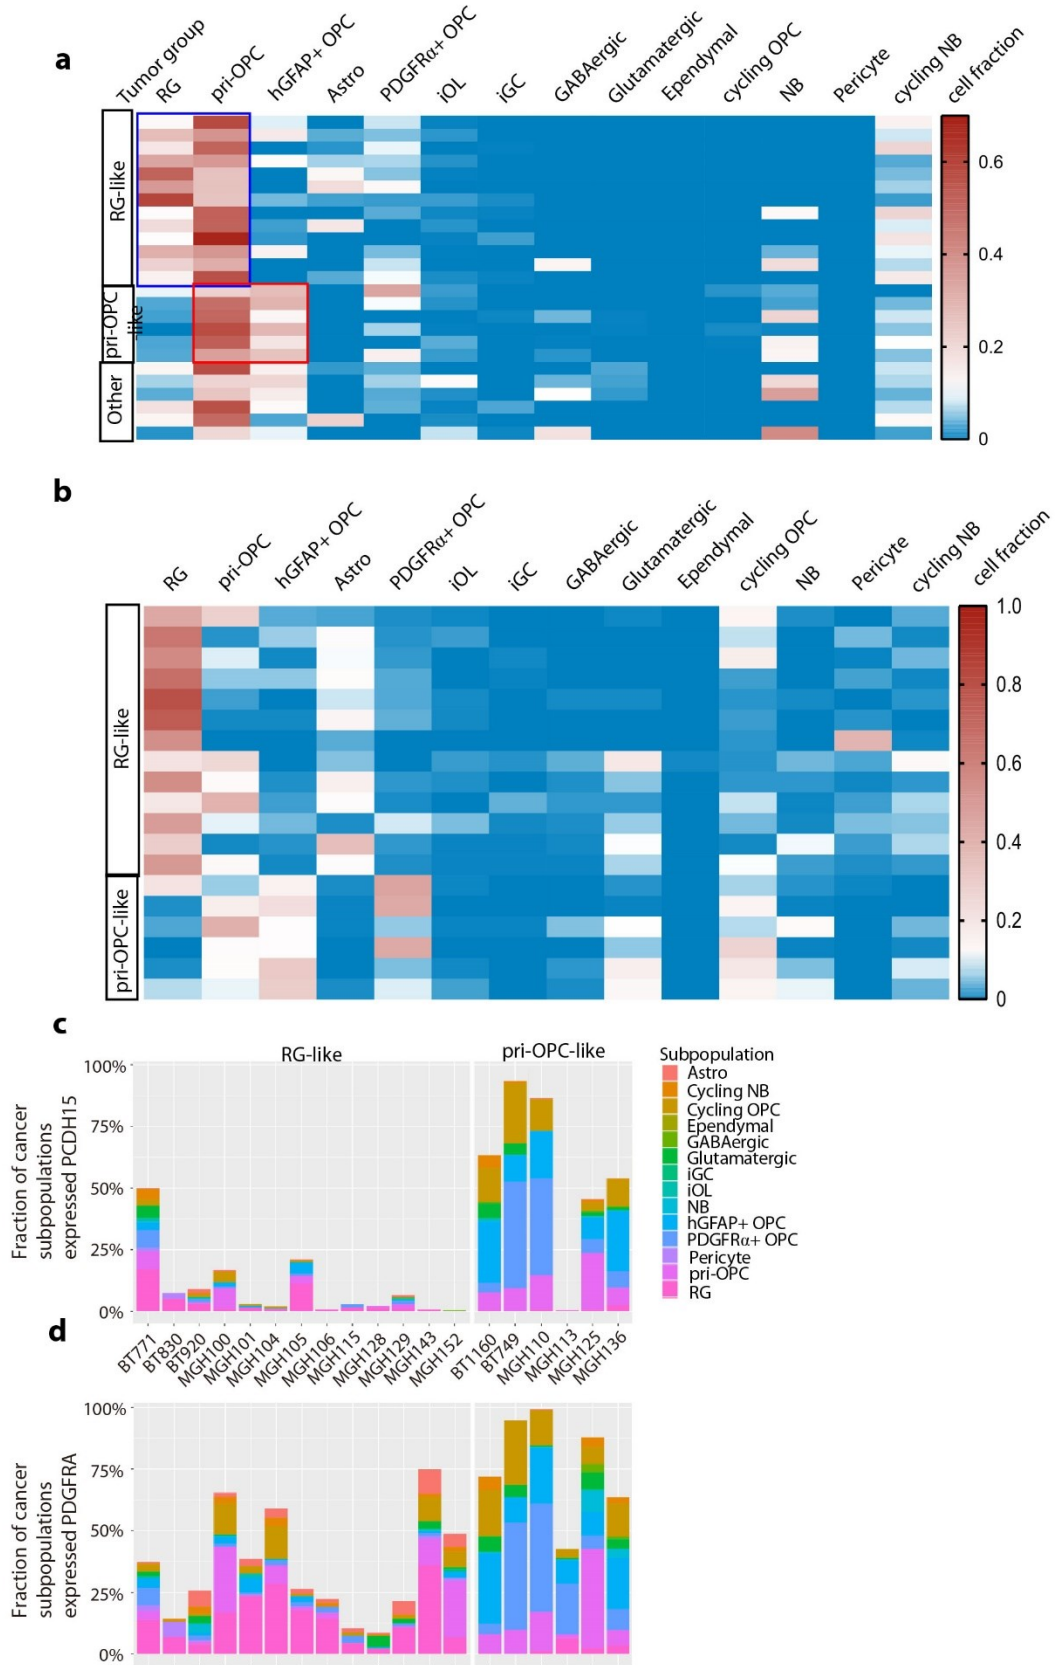 a
Tumor group
RG
pri-OPC
hGFAP+ OPC
Astro
PDGFRα+ OPC
iOL
iGC
GABAergic
Glutamatergic
Ependymal
cycling OPC
NB
Pericyte
cycling NB
cell fraction
RG-like
pri-OPC
-like
Other
0.6
0.4
0.2
0
b
RG
pri-OPC
hGFAP+ OPC
Astro
PDGFRα+ OPC
iOL
iGC
GABAergic
Glutamatergic
Ependymal
cycling OPC
NB
Pericyte
cycling NB
cell fraction
RG-like
pri-OPC-like
1.0
0.8
0.6
0.4
0.2
0
c
RG-like
pri-OPC-like
Fraction of cancer
subpopulations
expressed PCDH15
100%
75%
50%
25%
0%
Subpopulation
Astro
Cycling NB
Cycling OPC
Ependymal
GABAergic
Glutamatergic
iGC
iOL
NB
hGFAP+ OPC
PDGFRα+ OPC
Pericyte
pri-OPC
RG
d
BT771
BT830
BT920
MGH100
MGH101
MGH104
MGH105
MGH106
MGH115
MGH128
MGH129
MGH143
MGH152
BT1160
BT749
MGH110
MGH113
MGH125
MGH136
Fraction of cancer
subpopulations
expressed PDGFRA
100%
75%
50%
25%
0%